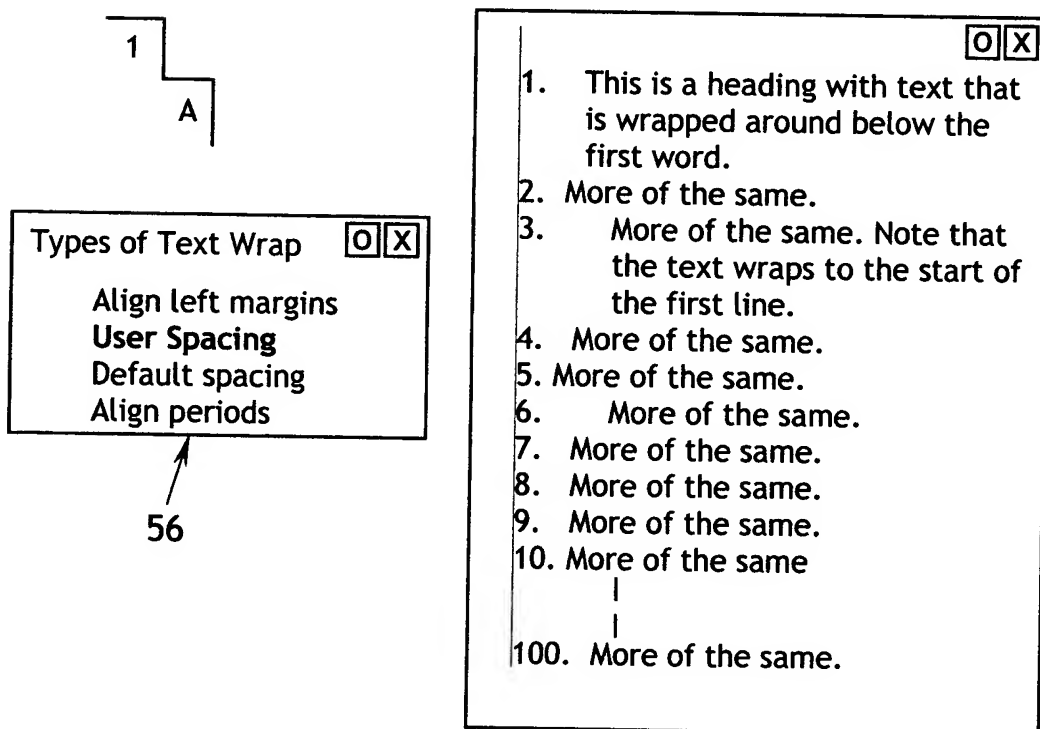 1
A
Types of Text Wrap O X
Align left margins
User Spacing
Default spacing
Align periods
56
O X
1. This is a heading with text that
is wrapped around below the
first word.
2. More of the same.
3. More of the same. Note that
the text wraps to the start of
the first line.
4. More of the same.
5. More of the same.
6. More of the same.
7. More of the same.
8. More of the same.
9. More of the same.
10. More of the same
100. More of the same.